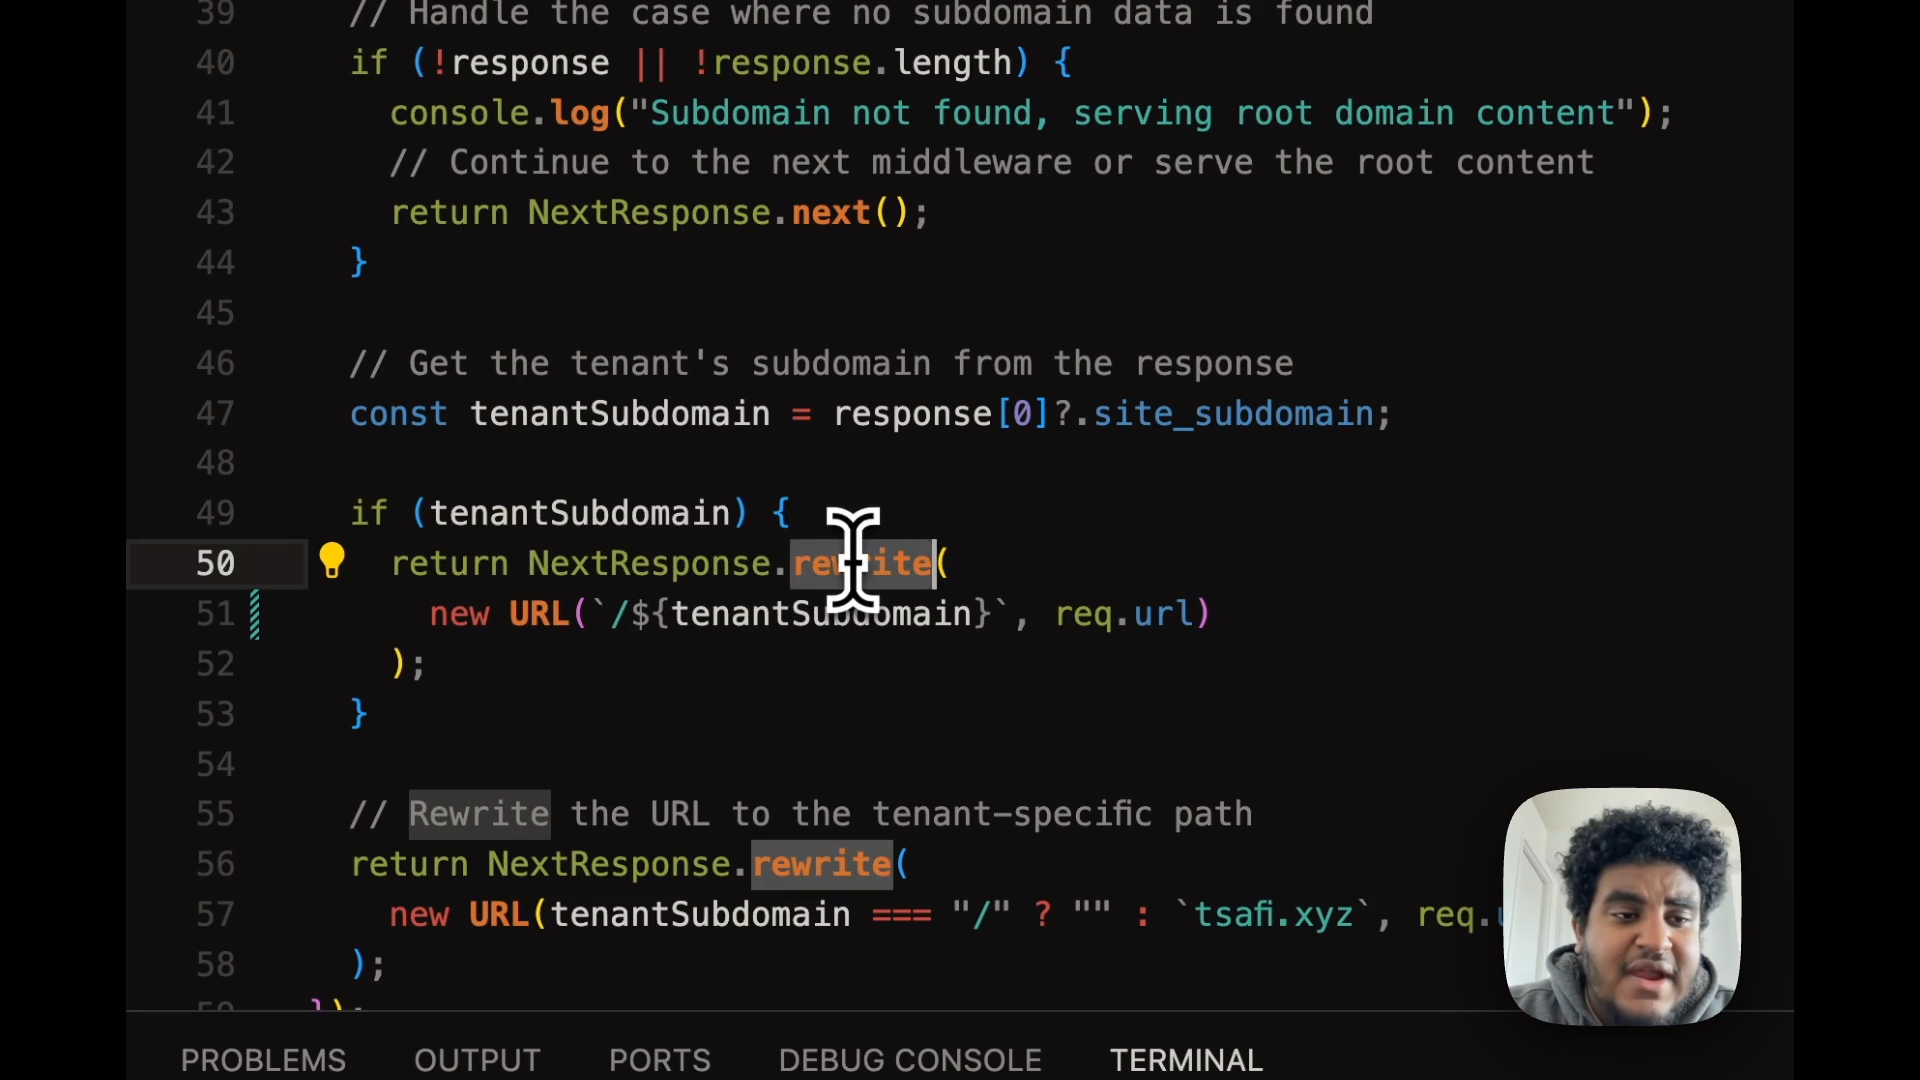 39 // Handle the case where no subdomain data is found
40 if (!response || !response.length) {
41 console.log("Subdomain not found, serving root domain content");
42 // Continue to the next middleware or serve the root content
43 return NextResponse.next();
44 }
45
46 // Get the tenant's subdomain from the response
47 const tenantSubdomain = response[0]?.site_subdomain;
48
49 if (tenantSubdomain) {
50 return NextResponse.rewrite(
51 new URL(`/${tenantSubdomain}`, req.url)
52 );
53 }
54
55 // Rewrite the URL to the tenant-specific path
56 return NextResponse.rewrite(
57 new URL(tenantSubdomain === "/" ? "" : `tsafi.xyz`, req.
58 );
59 });
PROBLEMS OUTPUT PORTS DEBUG CONSOLE TERMINAL